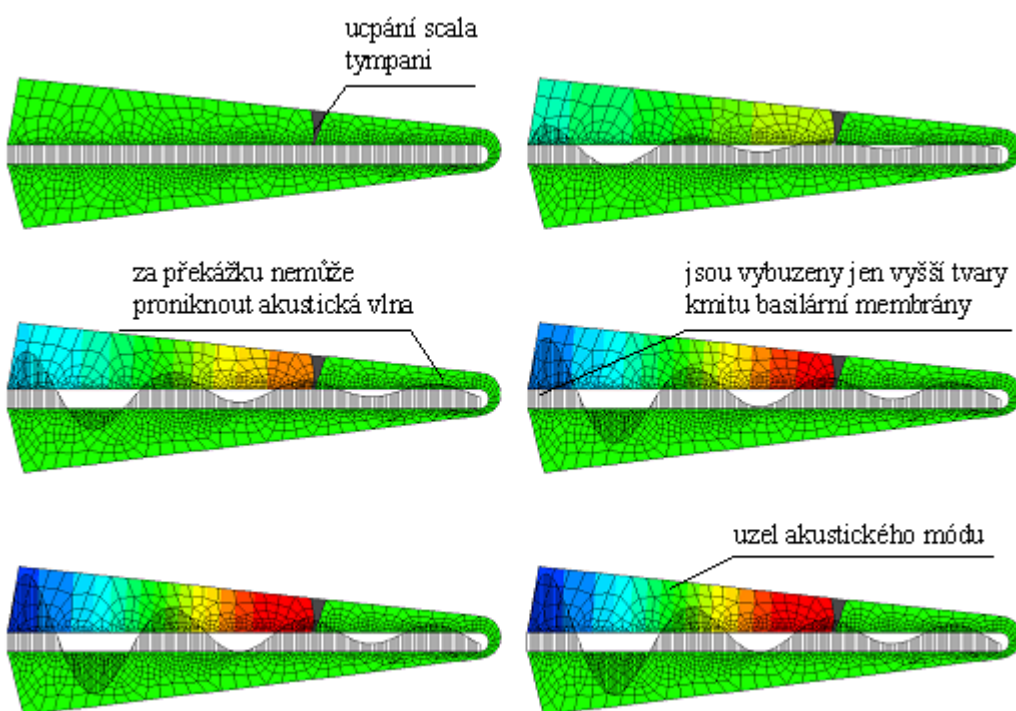 ucpání scala
tympani
za překážku nemůže
proniknout akustická vlna
jsou vybuzeny jen vyšší tvary
kmitu basilární membrány
uzel akustického módu